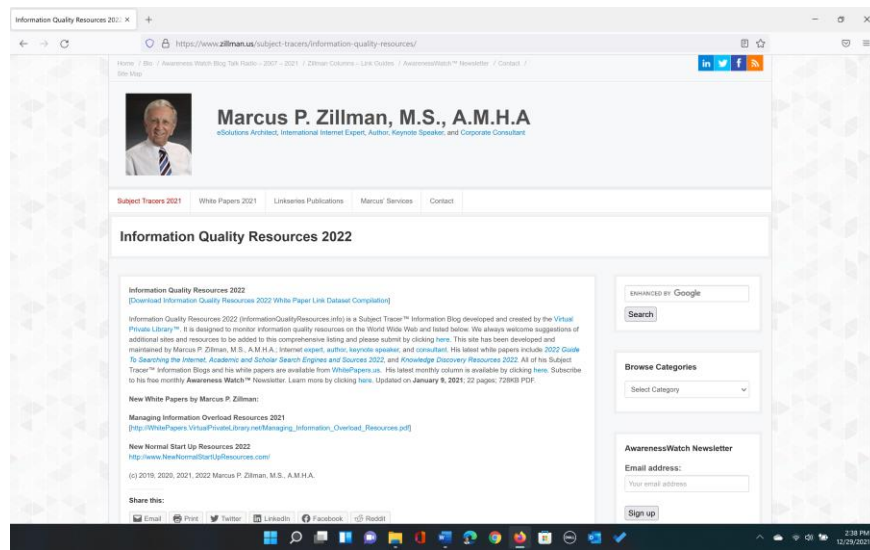 Information Quality Resources 202
https://www.zillman.us/subject-tracers/information-quality-resources/
Home / Bio / Awareness Watch Blog Talk Radio – 2007 – 2021 / Zillman Columns – Link Guides / AwarenessWatch™ Newsletter / Contact /
Site Map
Marcus P. Zillman, M.S., A.M.H.A
eSolutions Architect, International Internet Expert, Author, Keynote Speaker, and Corporate Consultant
Subject Tracers 2021 White Papers 2021 Linkseries Publications Marcus' Services Contact
Information Quality Resources 2022
Information Quality Resources 2022
[Download Information Quality Resources 2022 White Paper Link Dataset Compilation]
Information Quality Resources 2022 (InformationQualityResources.info) is a Subject Tracer™ Information Blog developed and created by the Virtual
Private Library™. It is designed to monitor information quality resources on the World Wide Web and listed below. We always welcome suggestions of
additional sites and resources to be added to this comprehensive listing and please submit by clicking here. This site has been developed and
maintained by Marcus P. Zillman, M.S., A.M.H.A.; Internet expert, author, keynote speaker, and consultant. His latest white papers include 2022 Guide
To Searching the Internet, Academic and Scholar Search Engines and Sources 2022, and Knowledge Discovery Resources 2022. All of his Subject
Tracer™ Information Blogs and his white papers are available from WhitePapers.us. His latest monthly column is available by clicking here. Subscribe
to his free monthly Awareness Watch™ Newsletter. Learn more by clicking here. Updated on January 9, 2021; 22 pages; 728KB PDF.
New White Papers by Marcus P. Zillman:
Managing Information Overload Resources 2021
[http://WhitePapers.VirtualPrivateLibrary.net/Managing_Information_Overload_Resources.pdf]
New Normal Start Up Resources 2022
http://www.NewNormalStartUpResources.com/
(c) 2019, 2020, 2021, 2022 Marcus P. Zillman, M.S., A.M.H.A.
Share this:
Email Print Twitter LinkedIn Facebook Reddit
ENHANCED BY Google
Search
Browse Categories
Select Category
AwarenessWatch Newsletter
Email address:
Your email address
Sign up
2:38 PM
12/29/2021